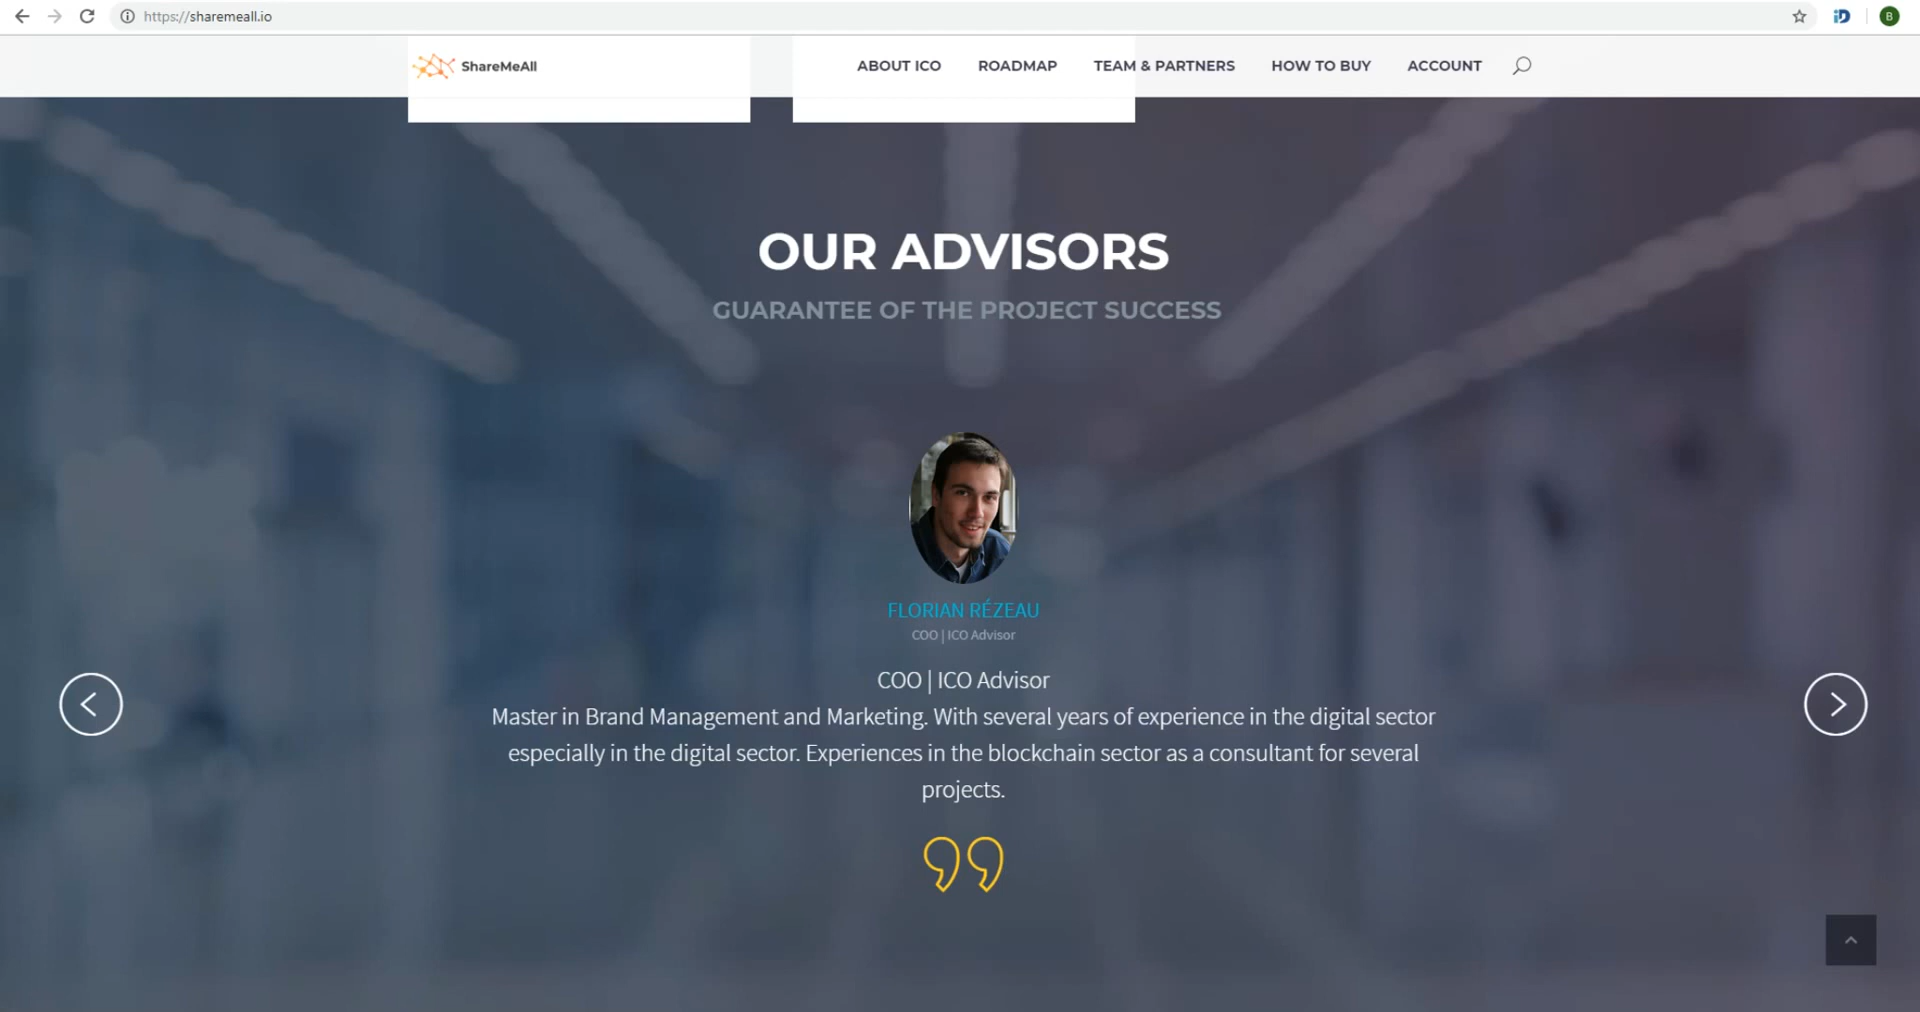 https://sharemeall.io
B
ShareMeAll
ABOUT ICO ROADMAP TEAM & PARTNERS HOW TO BUY ACCOUNT
OUR ADVISORS
GUARANTEE OF THE PROJECT SUCCESS
FLORIAN RÉZEAU
COO | ICO Advisor
COO | ICO Advisor
Master in Brand Management and Marketing. With several years of experience in the digital sector
especially in the digital sector. Experiences in the blockchain sector as a consultant for several
projects.